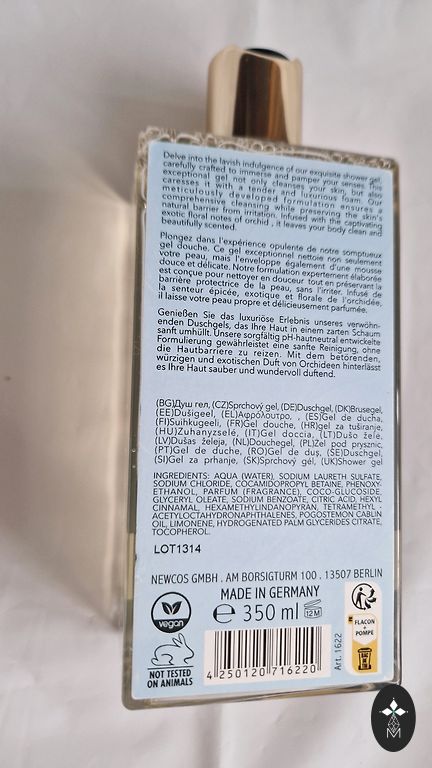 Delve into the lavish indulgence of our exquisite shower gel,
carefully crafted to immerse and pamper your senses. This
exceptional gel not only cleanses your skin, but also
caresses it with a tender and luxurious foam. Our
meticulously developed formulation ensures a
comprehensive cleansing while preserving the skin's
natural barrier from irritation. Infused with the captivating
exotic floral notes of orchid , it leaves your body clean and
beautifully scented.
Plongez dans l'expérience opulente de notre somptueux
gel douche. Ce gel exceptionnel nettoie non seulement
votre peau, mais l'enveloppe également d'une mousse
douce et délicate. Notre formulation expertement élaborée
est conçue pour nettoyer en douceur tout en préservant la
barrière protectrice de la peau, sans l'irriter. Infusé de
la senteur épicée, exotique et florale de l'orchidée,
il laisse votre peau propre et délicieusement parfumée.
Genießen Sie das luxuriöse Erlebnis unseres verwöhn-
enden Duschgels, das Ihre Haut in einem zarten Schaum
sanft umhüllt. Unsere sorgfältig pH-hautneutral entwickelte
Formulierung gewährleistet eine sanfte Reinigung, ohne
die Hautbarriere zu reizen. Mit dem betörenden,
würzigen und exotischen Duft von Orchideen hinterlässt
es Ihre Haut sauber und wundervoll duftend.
(BG)Душ гел, (CZ)Sprchový gel, (DE)Duschgel, (DK)Brusegel,
(EE)Dušigeel, (EL)Αφρόλουτρο, , (ES)Gel de ducha,
(FI)Suihkugeeli, (FR)Gel douche, (HR)gel za tuširanje,
(HU)Zuhanyzselé, (IT)Gel doccia, (LT)Dušo želė,
(LV)Dušas želeja, (NL)Douchegel, (PL)Żel pod prysznic,
(PT)Gel de duche, (RO)Gel de duș, (SE)Duschgel,
(SI)Gel za prhanje, (SK)Sprchový gél, (UK)Shower gel
INGREDIENTS: AQUA (WATER), SODIUM LAURETH SULFATE,
SODIUM CHLORIDE, COCAMIDOPROPYL BETAINE, PHENOXY-
ETHANOL, PARFUM (FRAGRANCE), COCO-GLUCOSIDE,
GLYCERYL OLEATE, SODIUM BENZOATE, CITRIC ACID, HEXYL
CINNAMAL, HEXAMETHYLINDANOPYRAN, TETRAMETHYL -
ACETYLOCTAHYDRONAPHTHALENES, POGOSTEMON CABLIN
OIL, LIMONENE, HYDROGENATED PALM GLYCERIDES CITRATE,
TOCOPHEROL.
LOT1314
NEWCOS GMBH . AM BORSIGTURM 100 . 13507 BERLIN
MADE IN GERMANY
℮ 350 ml 12M
vegan
NOT TESTED
ON ANIMALS
4 250120 716220
Art. 1622
FLACON
+
POMPE
BAC DE TRI